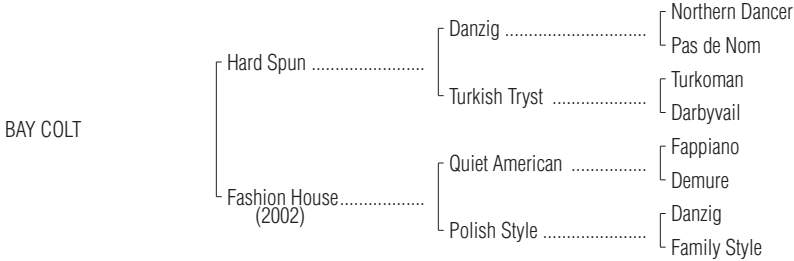 Northern Dancer
Danzig ..............................
Pas de Nom
Hard Spun ........................
Turkoman
Turkish Tryst ....................
Darbyvail
BAY COLT
Fappiano
Quiet American ................
Demure
Fashion House..................
(2002)
Danzig
Polish Style ......................
Family Style